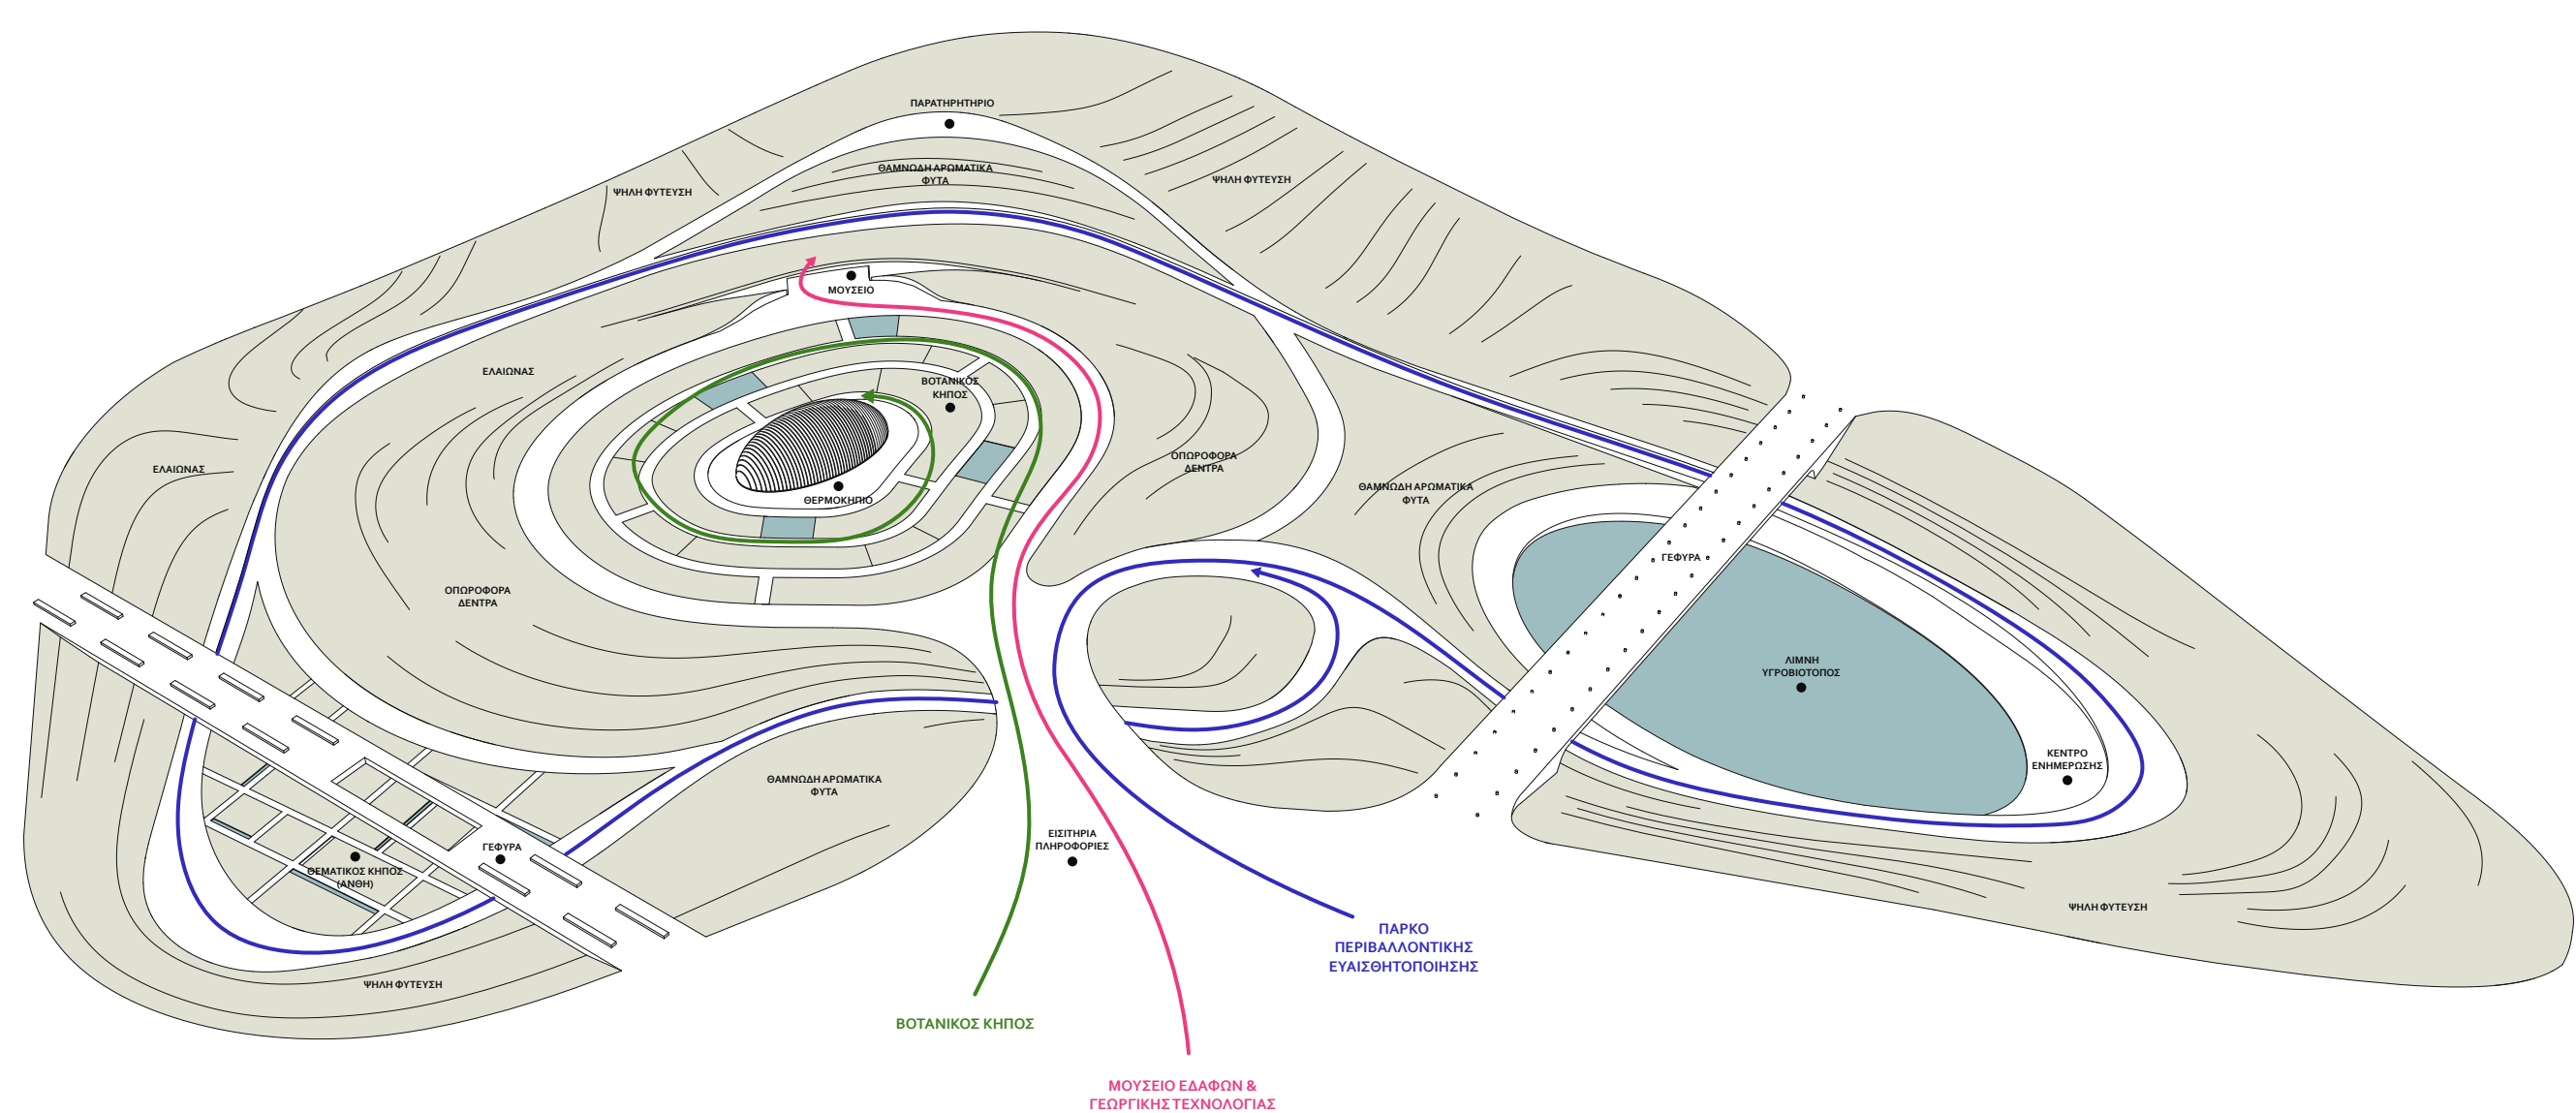 ΠΑΡΑΤΗΡΗΤΗΡΙΟ
ΘΑΜΝΩΔΗ ΑΡΩΜΑΤΙΚΑ
ΦΥΤΑ
ΨΗΛΗ ΦΥΤΕΥΣΗ
ΨΗΛΗ ΦΥΤΕΥΣΗ
ΜΟΥΣΕΙΟ
ΕΛΑΙΩΝΑΣ
ΒΟΤΑΝΙΚΟΣ
ΚΗΠΟΣ
ΕΛΑΙΩΝΑΣ
ΟΠΩΡΟΦΟΡΑ
ΔΕΝΤΡΑ
ΘΕΡΜΟΚΗΠΙΟ
ΘΑΜΝΩΔΗ ΑΡΩΜΑΤΙΚΑ
ΦΥΤΑ
ΓΕΦΥΡΑ
ΟΠΩΡΟΦΟΡΑ
ΔΕΝΤΡΑ
ΛΙΜΝΗ
ΥΓΡΟΒΙΟΤΟΠΟΣ
ΚΕΝΤΡΟ
ΕΝΗΜΕΡΩΣΗΣ
ΘΑΜΝΩΔΗ ΑΡΩΜΑΤΙΚΑ
ΦΥΤΑ
ΕΙΣΙΤΗΡΙΑ
ΠΛΗΡΟΦΟΡΙΕΣ
ΓΕΦΥΡΑ
ΘΕΜΑΤΙΚΟΣ ΚΗΠΟΣ
(ΑΝΘΗ)
ΨΗΛΗ ΦΥΤΕΥΣΗ
ΨΗΛΗ ΦΥΤΕΥΣΗ
ΠΑΡΚΟ
ΠΕΡΙΒΑΛΛΟΝΤΙΚΗΣ
ΕΥΑΙΣΘΗΤΟΠΟΙΗΣΗΣ
ΒΟΤΑΝΙΚΟΣ ΚΗΠΟΣ
ΜΟΥΣΕΙΟ ΕΔΑΦΩΝ &
ΓΕΩΡΓΙΚΗΣ ΤΕΧΝΟΛΟΓΙΑΣ